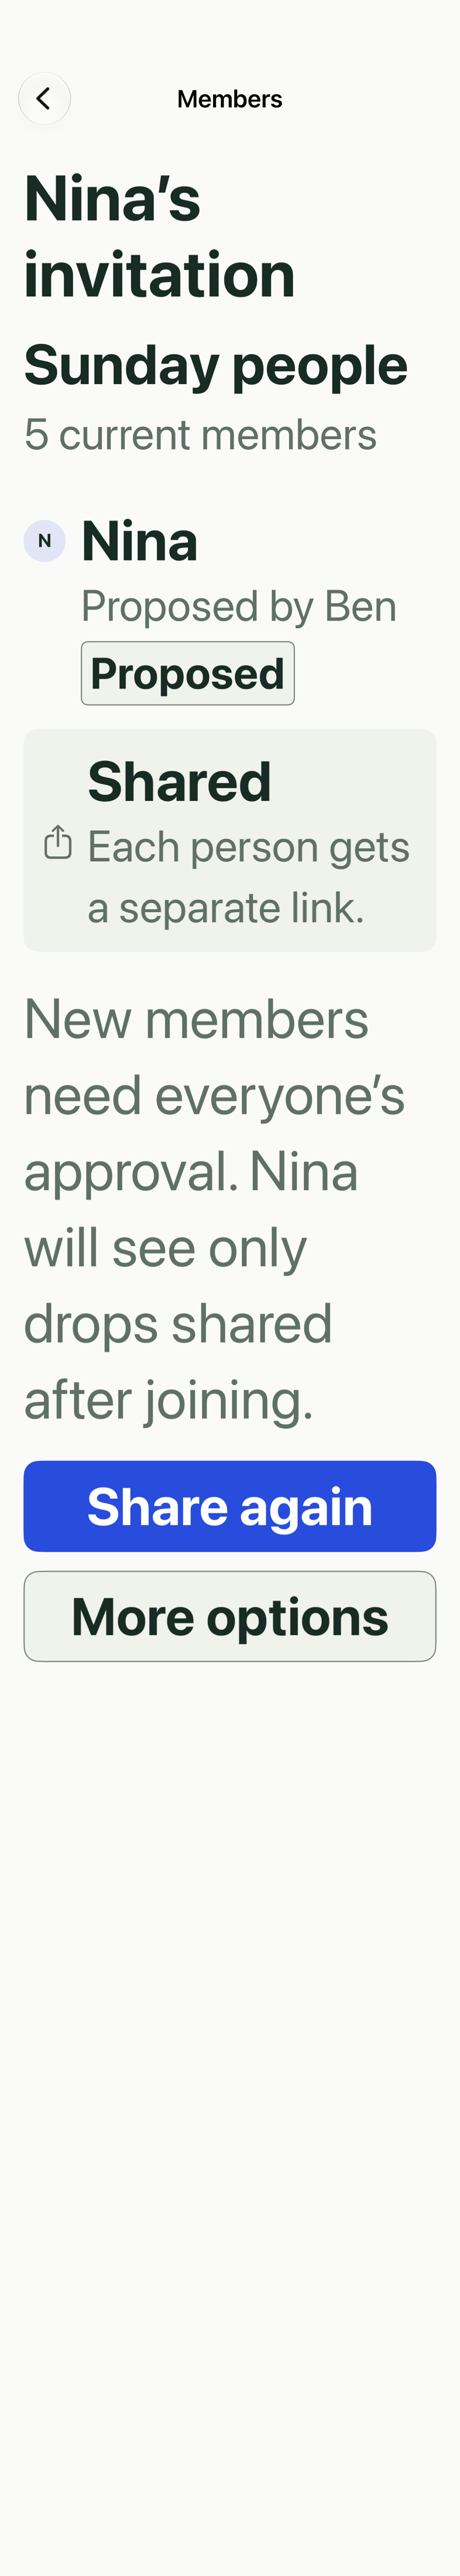 Members
Nina’s
invitation
Sunday people
5 current members
N
Nina
Proposed by Ben
Proposed
Shared
Each person gets
a separate link.
New members
need everyone’s
approval. Nina
will see only
drops shared
after joining.
Share again
More options